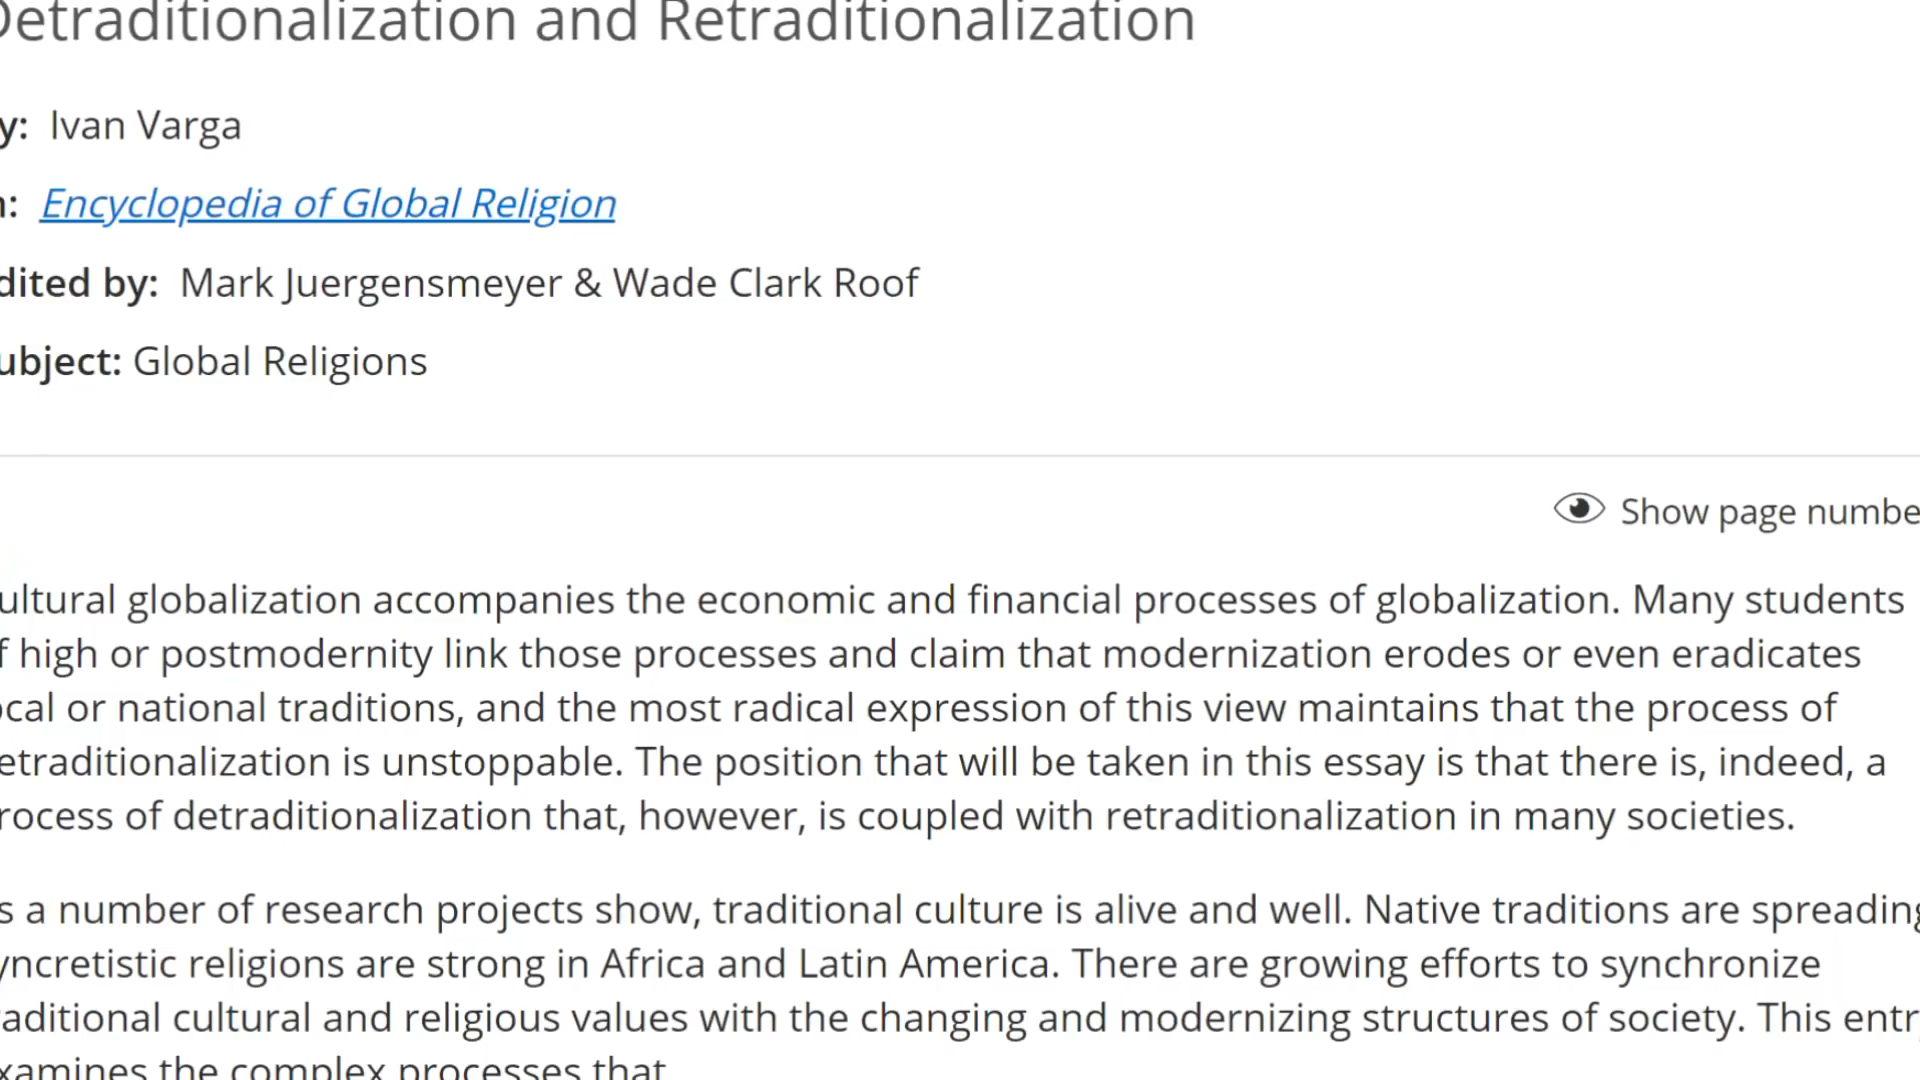 Detraditionalization and Retraditionalization
y: Ivan Varga
n: Encyclopedia of Global Religion
dited by: Mark Juergensmeyer & Wade Clark Roof
ubject: Global Religions
Show page numbe
ultural globalization accompanies the economic and financial processes of globalization. Many students
f high or postmodernity link those processes and claim that modernization erodes or even eradicates
ocal or national traditions, and the most radical expression of this view maintains that the process of
etraditionalization is unstoppable. The position that will be taken in this essay is that there is, indeed, a
rocess of detraditionalization that, however, is coupled with retraditionalization in many societies.
s a number of research projects show, traditional culture is alive and well. Native traditions are spreading
yncretistic religions are strong in Africa and Latin America. There are growing efforts to synchronize
aditional cultural and religious values with the changing and modernizing structures of society. This entr
xamines the complex processes that